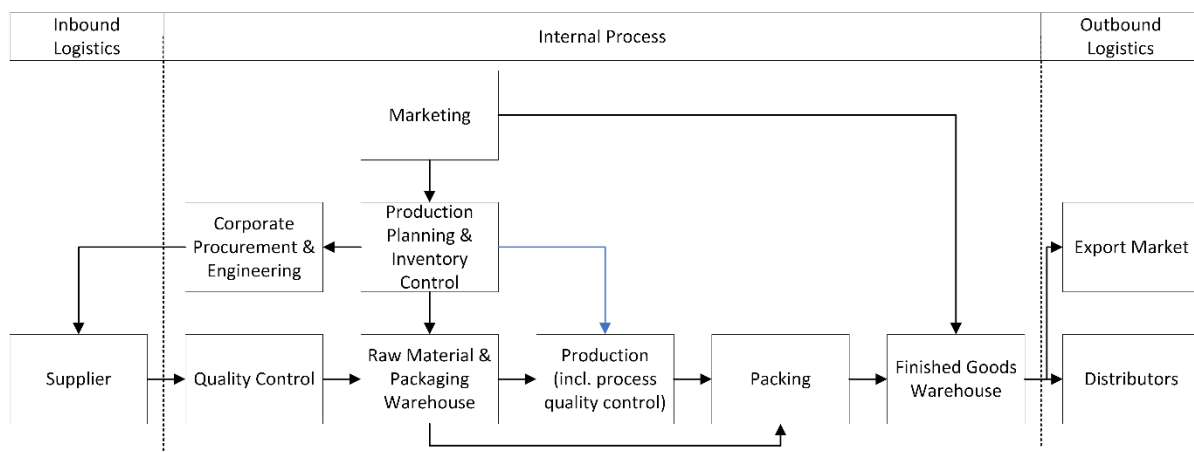 Inbound
Logistics
Internal Process
Outbound
Logistics
Marketing
Corporate
Procurement &
Engineering
Production
Planning &
Inventory
Control
Export Market
Supplier
Quality Control
Raw Material &
Packaging
Warehouse
Production
(incl. process
quality control)
Packing
Finished Goods
Warehouse
Distributors